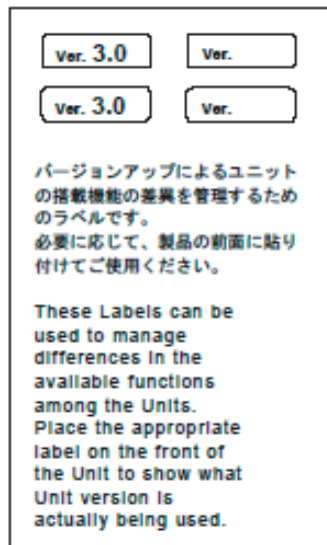 Ver. 3.0
Ver.
Ver. 3.0
Ver.
バージョンアップによるユニット
の搭載機能の差異を管理するため
のラベルです。
必要に応じて、製品の前面に貼り
付けてご使用ください。
These Labels can be
used to manage
differences in the
available functions
among the Units.
Place the appropriate
label on the front of
the Unit to show what
Unit version is
actually being used.